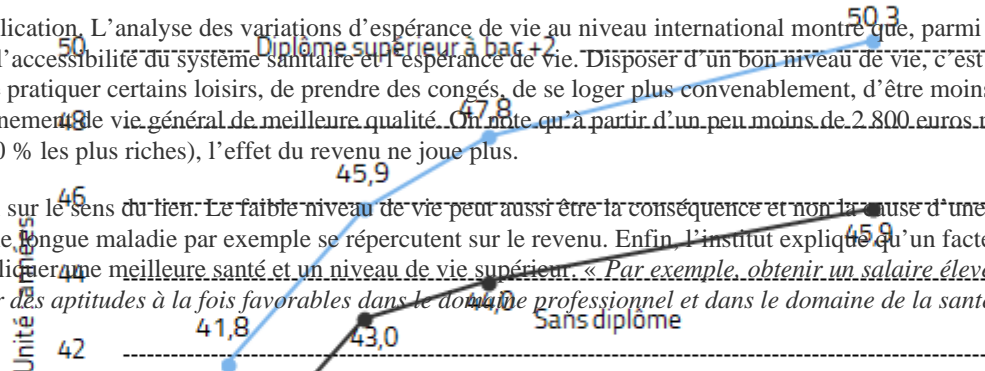 plication. L’analyse des variations d’espérance de vie au niveau international montre que, parmi
l’accessibilité du système sanitaire et l’espérance de vie. Disposer d’un bon niveau de vie, c’est
pratiquer certains loisirs, de prendre des congés, de se loger plus convenablement, d’être moins
nement de vie général de meilleure qualité. On note qu’à partir d’un peu moins de 2 800 euros
0 % les plus riches), l’effet du revenu ne joue plus.
sur le sens du lien. Le faible niveau de vie peut aussi être la conséquence et non la cause d’une
longue maladie par exemple se répercutent sur le revenu. Enfin, l’institut explique qu’un facte
liquer une meilleure santé et un niveau de vie supérieur. « Par exemple, obtenir un salaire élevé
des aptitudes à la fois favorables dans le domaine professionnel et dans le domaine de la santé
50,3
50
Diplôme supérieur à bac +2
48
47,8
45,9
46
45,9
44
44,0
Sans diplôme
41,8
43,0
42
Unité : années